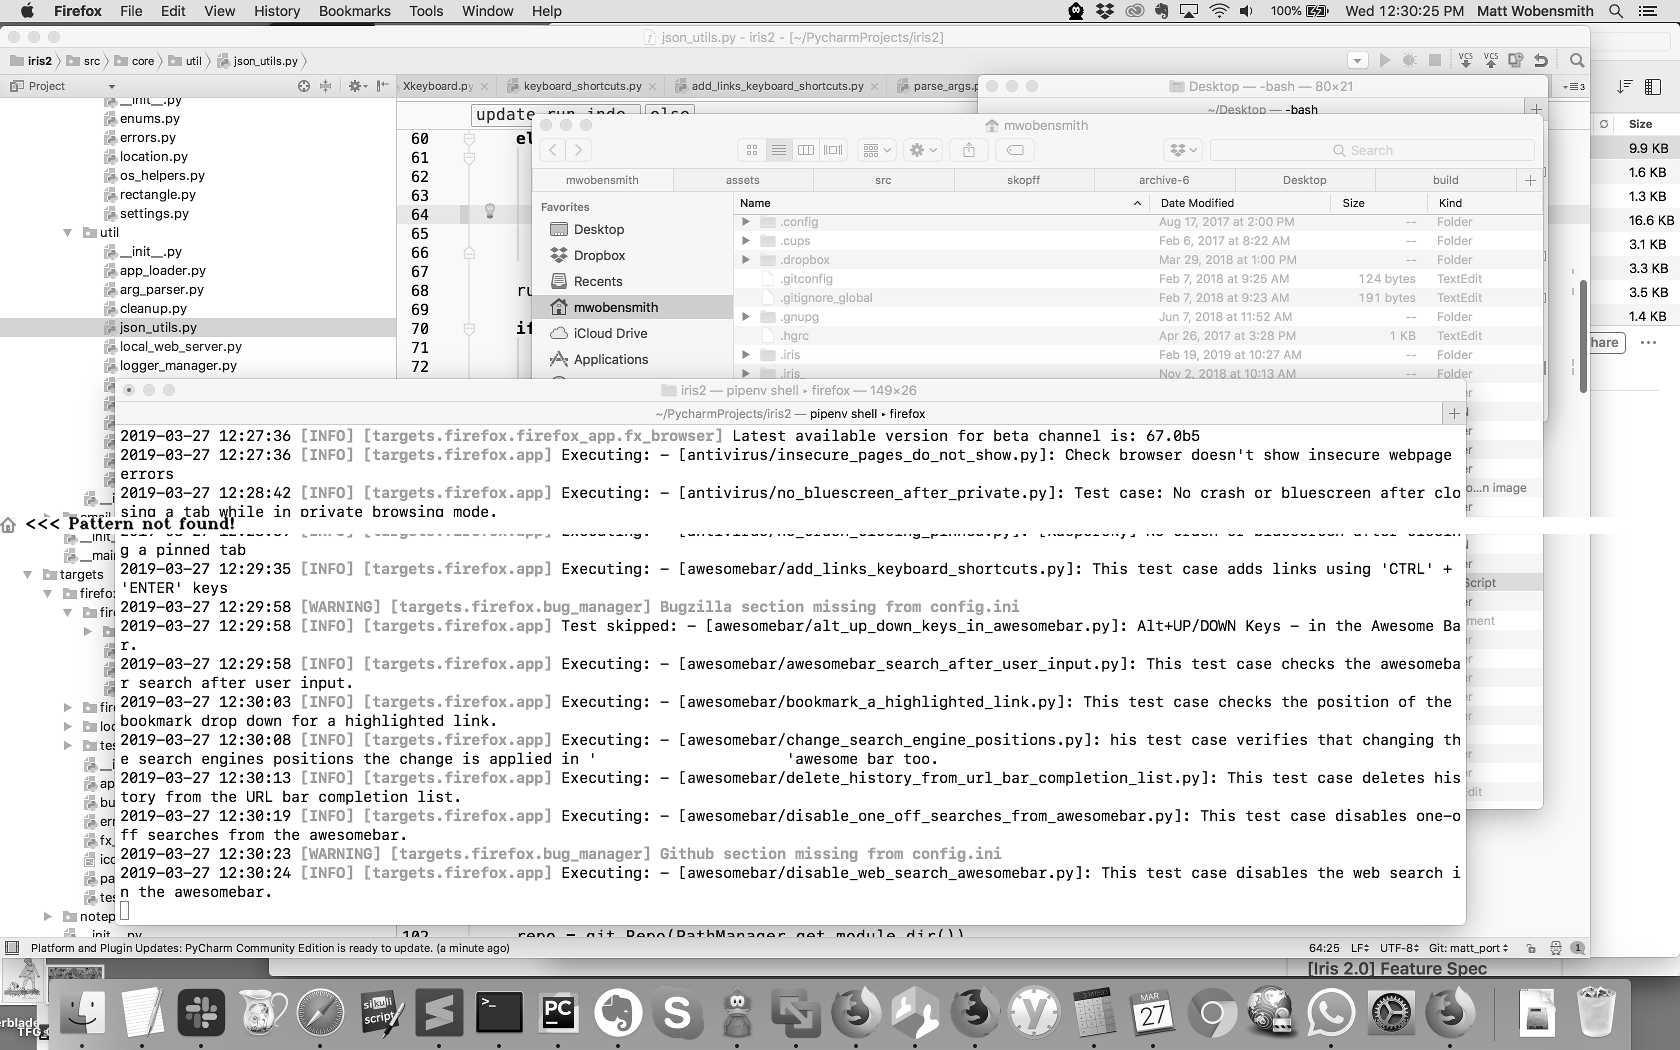 Firefox File Edit View History Bookmarks Tools Window Help 100% Wed 12:30:25 PM Matt Wobensmith
json_utils.py - iris2 - [~/PycharmProjects/iris2]
iris2 src core util json_utils.py
Project
Xkeyboard.py keyboard_shortcuts.py add_links_keyboard_shortcuts.py parse_args.p
__init__.py
enums.py
errors.py
location.py
os_helpers.py
rectangle.py
settings.py
util
__init__.py
app_loader.py
arg_parser.py
cleanup.py
json_utils.py
local_web_server.py
logger_manager.py
targets
60
61
62
63
64
65
66
67
68
69
70
71
72
Desktop — -bash — 80×21
~/Desktop — -bash
mwobensmith
Search
mwobensmith assets src skopff archive-6 Desktop build
Favorites
Desktop
Dropbox
Recents
mwobensmith
iCloud Drive
Applications
Name Date Modified Size Kind
.config Aug 17, 2017 at 2:00 PM -- Folder
.cups Feb 6, 2017 at 8:22 AM -- Folder
.dropbox Mar 29, 2018 at 1:00 PM -- Folder
.gitconfig Feb 7, 2018 at 9:25 AM 124 bytes TextEdit
.gitignore_global Feb 7, 2018 at 9:23 AM 191 bytes TextEdit
.gnupg Jun 7, 2018 at 11:52 AM -- Folder
.hgrc Apr 26, 2017 at 3:28 PM 1 KB TextEdit
.iris Feb 19, 2019 at 10:27 AM -- Folder
.iris_ Nov 2, 2018 at 10:13 AM -- Folder
Size
9.9 KB
1.6 KB
1.3 KB
16.6 KB
3.1 KB
3.3 KB
3.5 KB
1.4 KB
hare
iris2 — pipenv shell ▸ firefox — 149×26
~/PycharmProjects/iris2 — pipenv shell ▸ firefox
2019-03-27 12:27:36 [INFO] [targets.firefox.firefox_app.fx_browser] Latest available version for beta channel is: 67.0b5
2019-03-27 12:27:36 [INFO] [targets.firefox.app] Executing: - [antivirus/insecure_pages_do_not_show.py]: Check browser doesn't show insecure webpage
errors
2019-03-27 12:28:42 [INFO] [targets.firefox.app] Executing: - [antivirus/no_bluescreen_after_private.py]: Test case: No crash or bluescreen after clo
sing a tab while in private browsing mode.
<<< Pattern not found!
g a pinned tab
2019-03-27 12:29:35 [INFO] [targets.firefox.app] Executing: - [awesomebar/add_links_keyboard_shortcuts.py]: This test case adds links using 'CTRL' +
'ENTER' keys
2019-03-27 12:29:58 [WARNING] [targets.firefox.bug_manager] Bugzilla section missing from config.ini
2019-03-27 12:29:58 [INFO] [targets.firefox.app] Test skipped: - [awesomebar/alt_up_down_keys_in_awesomebar.py]: Alt+UP/DOWN Keys - in the Awesome Ba
r.
2019-03-27 12:29:58 [INFO] [targets.firefox.app] Executing: - [awesomebar/awesomebar_search_after_user_input.py]: This test case checks the awesomeba
r search after user input.
2019-03-27 12:30:03 [INFO] [targets.firefox.app] Executing: - [awesomebar/bookmark_a_highlighted_link.py]: This test case checks the position of the
bookmark drop down for a highlighted link.
2019-03-27 12:30:08 [INFO] [targets.firefox.app] Executing: - [awesomebar/change_search_engine_positions.py]: his test case verifies that changing th
e search engines positions the change is applied in ' 'awesome bar too.
2019-03-27 12:30:13 [INFO] [targets.firefox.app] Executing: - [awesomebar/delete_history_from_url_bar_completion_list.py]: This test case deletes his
tory from the URL bar completion list.
2019-03-27 12:30:19 [INFO] [targets.firefox.app] Executing: - [awesomebar/disable_one_off_searches_from_awesomebar.py]: This test case disables one-o
ff searches from the awesomebar.
2019-03-27 12:30:23 [WARNING] [targets.firefox.bug_manager] Github section missing from config.ini
2019-03-27 12:30:24 [INFO] [targets.firefox.app] Executing: - [awesomebar/disable_web_search_awesomebar.py]: This test case disables the web search i
n the awesomebar.
Platform and Plugin Updates: PyCharm Community Edition is ready to update. (a minute ago) 64:25 LF UTF-8 Git: matt_port 1
[Iris 2.0] Feature Spec
sikuli
script
PC
MAR
27